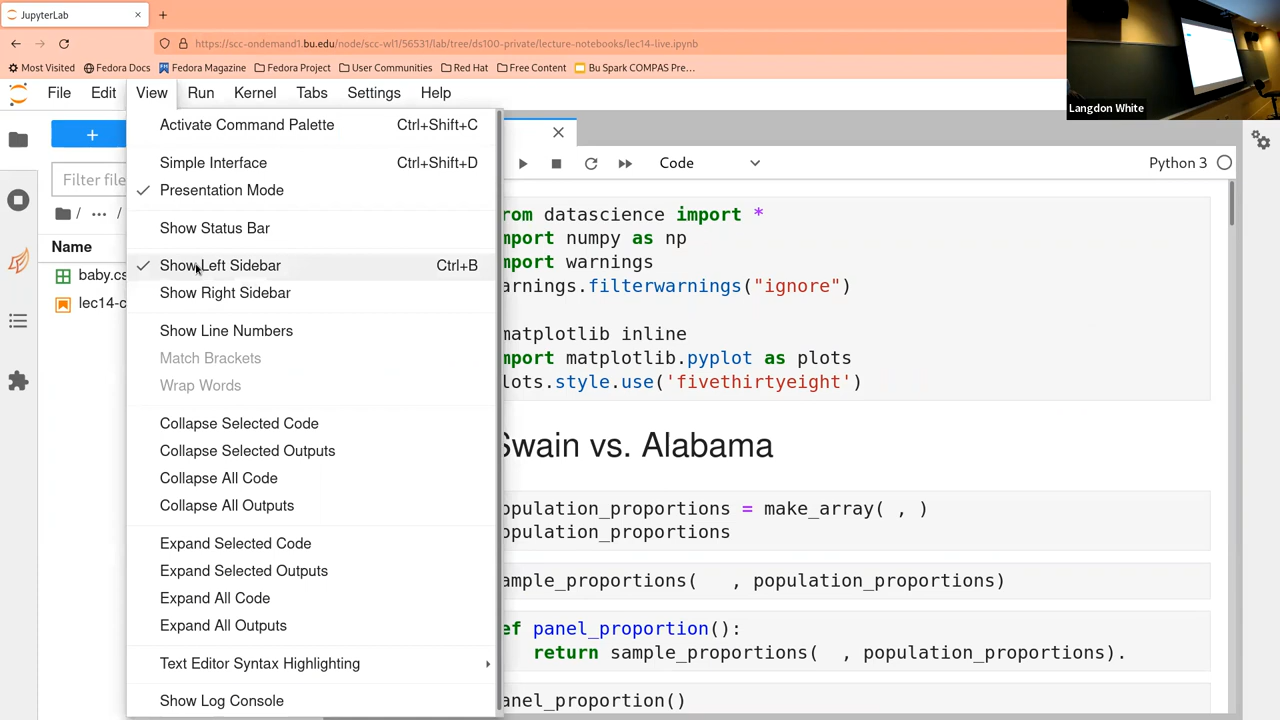 JupyterLab
https://scc-ondemand1.bu.edu/node/scc-wl1/56531/lab/tree/ds100-private/lecture-notebooks/lec14-live.ipynb
Most Visited Fedora Docs Fedora Magazine Fedora Project User Communities Red Hat Free Content Bu Spark COMPAS Pre…
Langdon White
File Edit View Run Kernel Tabs Settings Help
Activate Command Palette Ctrl+Shift+C
Simple Interface Ctrl+Shift+D
Presentation Mode
Show Status Bar
Show Left Sidebar Ctrl+B
Show Right Sidebar
Show Line Numbers
Match Brackets
Wrap Words
Collapse Selected Code
Collapse Selected Outputs
Collapse All Code
Collapse All Outputs
Expand Selected Code
Expand Selected Outputs
Expand All Code
Expand All Outputs
Text Editor Syntax Highlighting
Show Log Console
+
Filter file
/ … /
Name
baby.cs
lec14-c
Code
Python 3
rom datascience import *
mport numpy as np
mport warnings
arnings.filterwarnings("ignore")
matplotlib inline
mport matplotlib.pyplot as plots
lots.style.use('fivethirtyeight')
Swain vs. Alabama
opulation_proportions = make_array( , )
opulation_proportions
ample_proportions(   , population_proportions)
ef panel_proportion():
return sample_proportions(   , population_proportions).
anel_proportion()